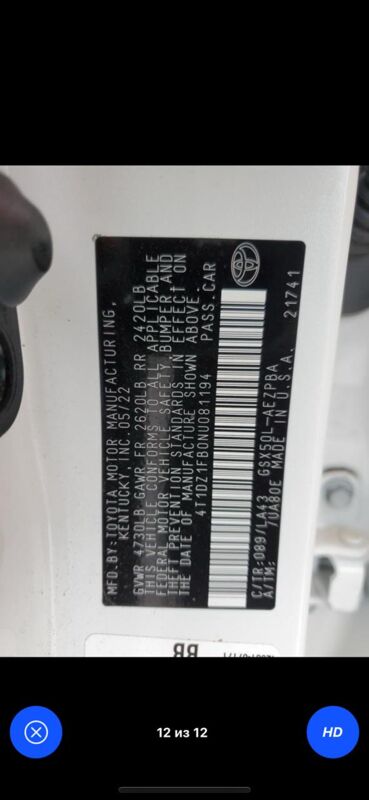 MFD.BY:TOYOTA MOTOR MANUFACTURING,
KENTUCKY, INC. 05/22
GVWR 4730LB GAWR FR 2620LB RR 2420LB
THIS VEHICLE CONFORMS TO ALL APPLICABLE
FEDERAL MOTOR VEHICLE SAFETY, BUMPER, AND
THEFT PREVENTION STANDARDS IN EFFECT ON
THE DATE OF MANUFACTURE SHOWN ABOVE.
4T1DZ1FB0NU081194 PASS.CAR
C/TR:089/LA43 GSX50L-AEZPBA
A/TM: /UA80E MADE IN U.S.A. 21741
BB
12 из 12
HD